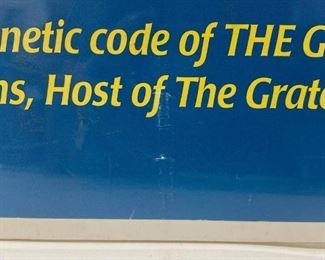 netic code of THE G
ns, Host of The Grate